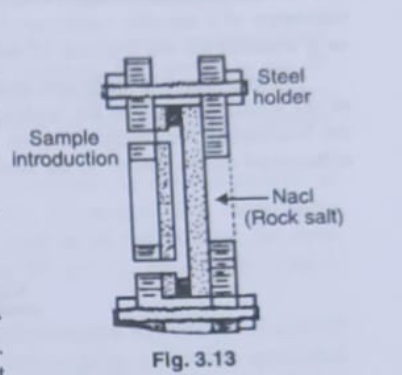 Steel
holder
Sample
introduction
Nacl
(Rock salt)
Fig. 3.13